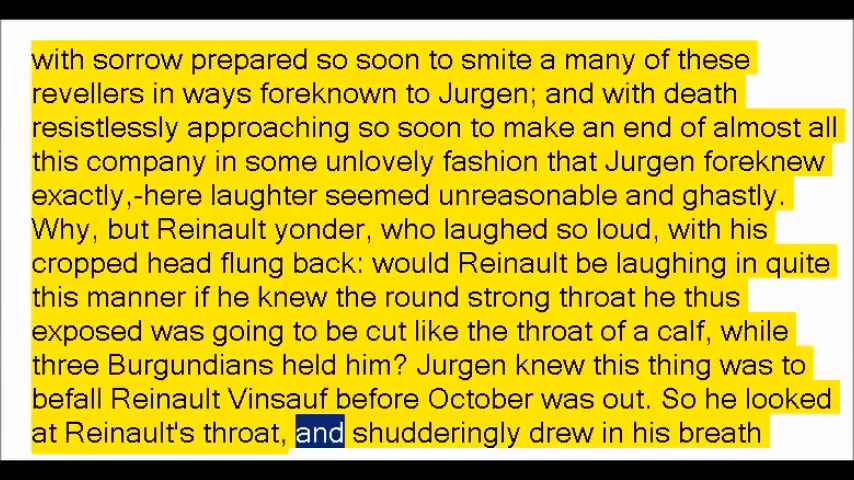 with sorrow prepared so soon to smite a many of these
revellers in ways foreknown to Jurgen; and with death
resistlessly approaching so soon to make an end of almost all
this company in some unlovely fashion that Jurgen foreknew
exactly,-here laughter seemed unreasonable and ghastly.
Why, but Reinault yonder, who laughed so loud, with his
cropped head flung back: would Reinault be laughing in quite
this manner if he knew the round strong throat he thus
exposed was going to be cut like the throat of a calf, while
three Burgundians held him? Jurgen knew this thing was to
befall Reinault Vinsauf before October was out. So he looked
at Reinault's throat, and shudderingly drew in his breath